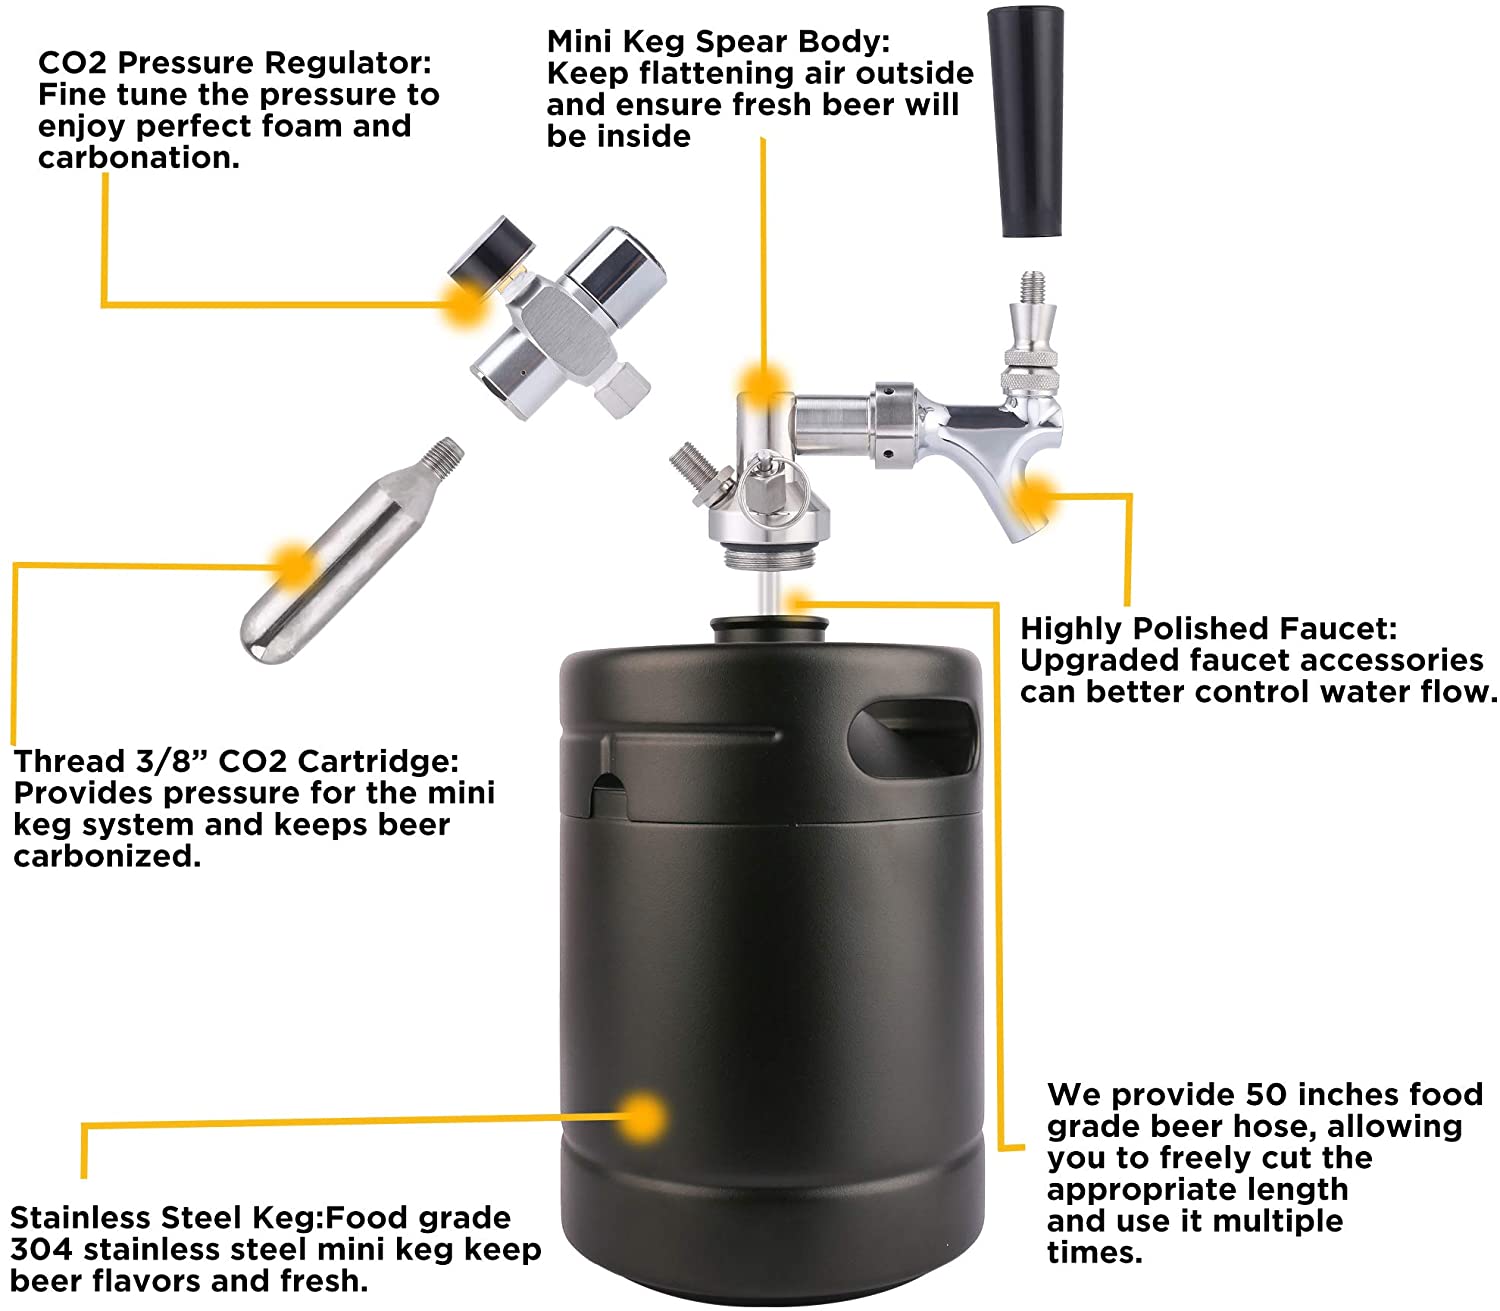 CO2 Pressure Regulator:
Fine tune the pressure to
enjoy perfect foam and
carbonation.
Mini Keg Spear Body:
Keep flattening air outside
and ensure fresh beer will
be inside
Highly Polished Faucet:
Upgraded faucet accessories
can better control water flow.
Thread 3/8” CO2 Cartridge:
Provides pressure for the mini
keg system and keeps beer
carbonized.
We provide 50 inches food
grade beer hose, allowing
you to freely cut the
appropriate length
and use it multiple
times.
Stainless Steel Keg:Food grade
304 stainless steel mini keg keep
beer flavors and fresh.